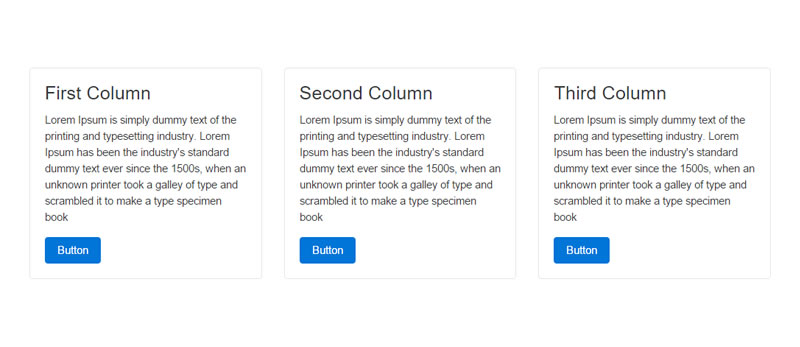 First Column
Lorem Ipsum is simply dummy text of the
printing and typesetting industry. Lorem
Ipsum has been the industry's standard
dummy text ever since the 1500s, when an
unknown printer took a galley of type and
scrambled it to make a type specimen
book
Button
Second Column
Lorem Ipsum is simply dummy text of the
printing and typesetting industry. Lorem
Ipsum has been the industry's standard
dummy text ever since the 1500s, when an
unknown printer took a galley of type and
scrambled it to make a type specimen
book
Button
Third Column
Lorem Ipsum is simply dummy text of the
printing and typesetting industry. Lorem
Ipsum has been the industry's standard
dummy text ever since the 1500s, when an
unknown printer took a galley of type and
scrambled it to make a type specimen
book
Button